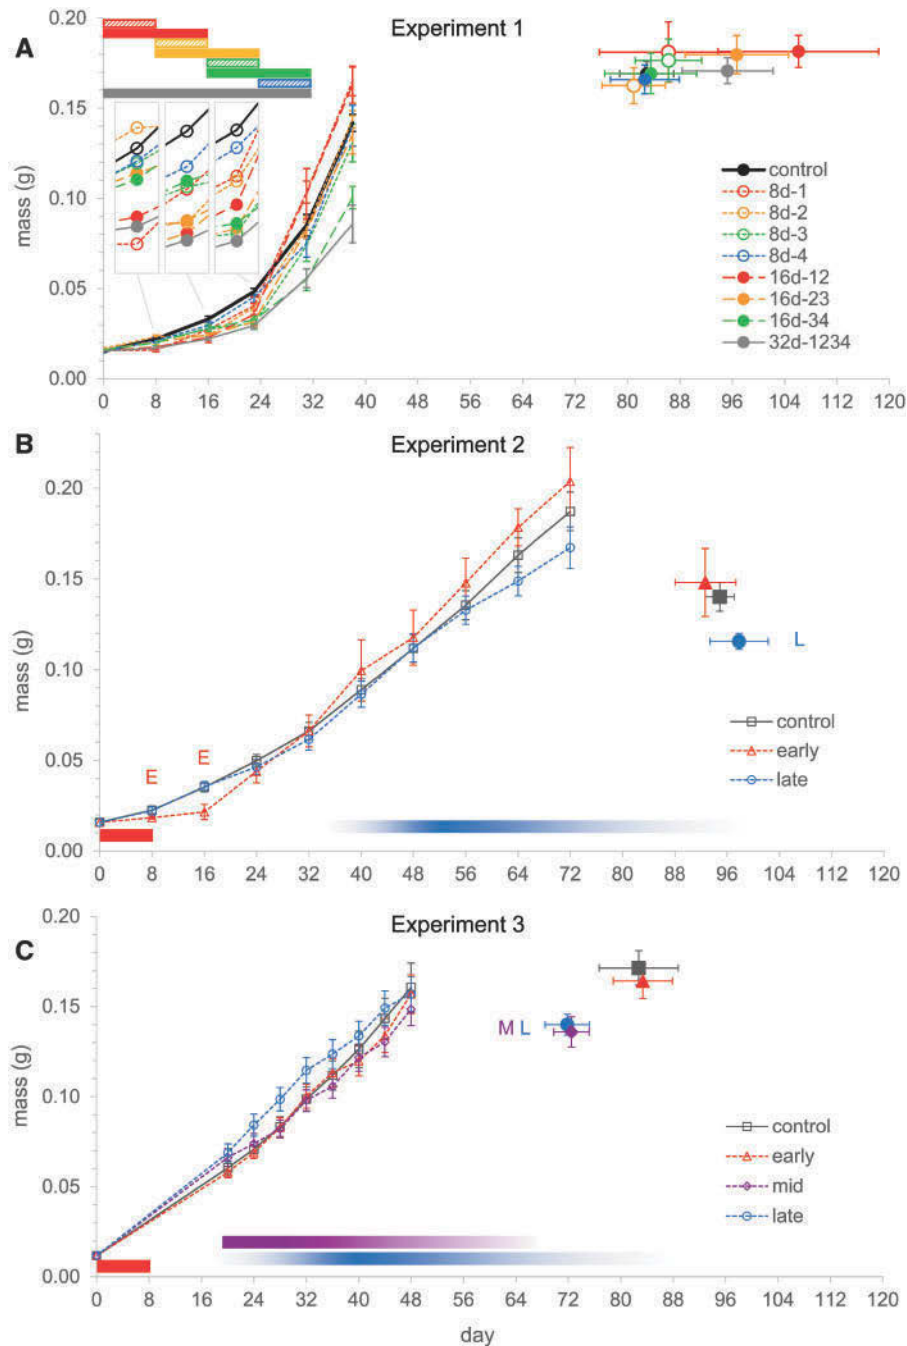 A
Experiment 1
0.20
0.15
0.10
0.05
0.00
mass (g)
control
8d-1
8d-2
8d-3
8d-4
16d-12
16d-23
16d-34
32d-1234
0 8 16 24 32 40 48 56 64 72 80 88 96 104 112 120
B
Experiment 2
0.20
0.15
0.10
0.05
0.00
mass (g)
E E
L
control
early
late
0 8 16 24 32 40 48 56 64 72 80 88 96 104 112 120
C
Experiment 3
0.20
0.15
0.10
0.05
0.00
mass (g)
M L
control
early
mid
late
0 8 16 24 32 40 48 56 64 72 80 88 96 104 112 120
day